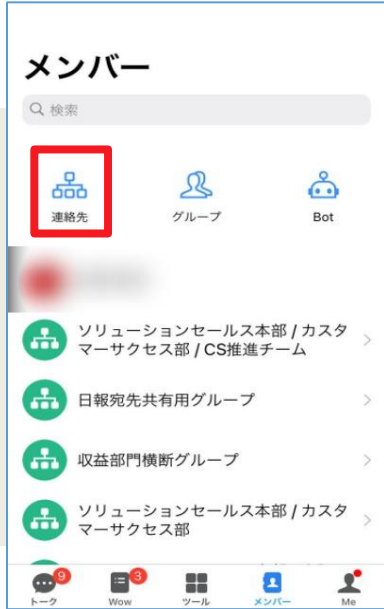 メンバー
検索
連絡先 グループ Bot
ソリューションセールス本部 / カスタ
マーサクセス部 / CS推進チーム
日報宛先共有用グループ
収益部門横断グループ
ソリューションセールス本部 / カスタ
マーサクセス部
9 3
トーク Wow ツール メンバー Me